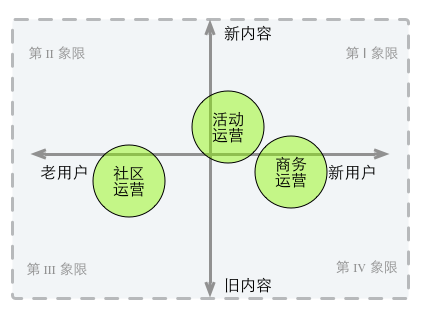 新内容
第 II 象限
第 I 象限
活动
运营
社区
运营
商务
运营
老用户
新用户
第 III 象限
第 IV 象限
旧内容